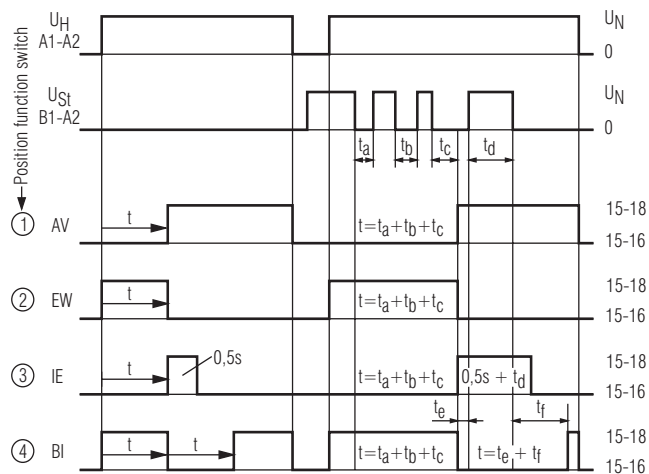 U_H
A1-A2
U_N
0
U_St
B1-A2
U_N
0
Position function switch
t_a t_b t_c t_d
① AV t t=t_a+t_b+t_c 15-18
15-16
② EW t t=t_a+t_b+t_c 15-18
15-16
③ IE t 0,5s t=t_a+t_b+t_c 0,5s + t_d 15-18
15-16
t_e t_f
④ BI t t t=t_a+t_b+t_c t=t_e + t_f 15-18
15-16